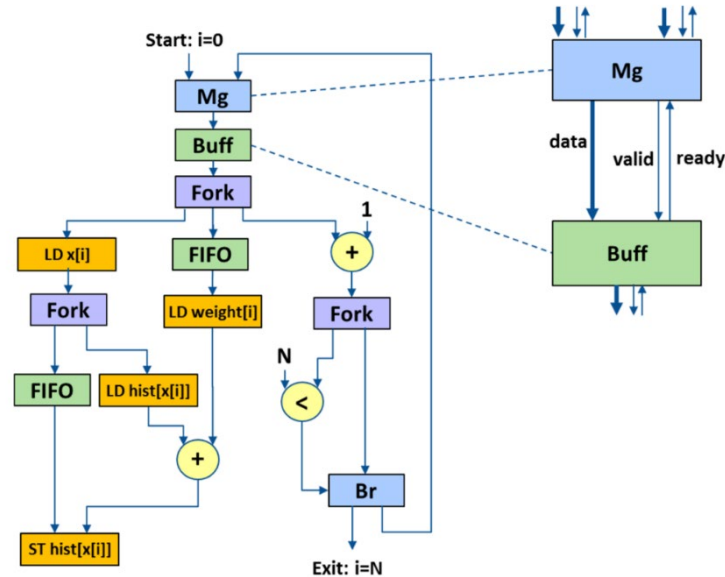 Start: i=0
Mg
Buff
Fork
1
LD x[i]
FIFO
+
LD weight[i]
Fork
Fork
N
FIFO
LD hist[x[i]]
<
+
Br
ST hist[x[i]]
Exit: i=N
Mg
data
valid
ready
Buff